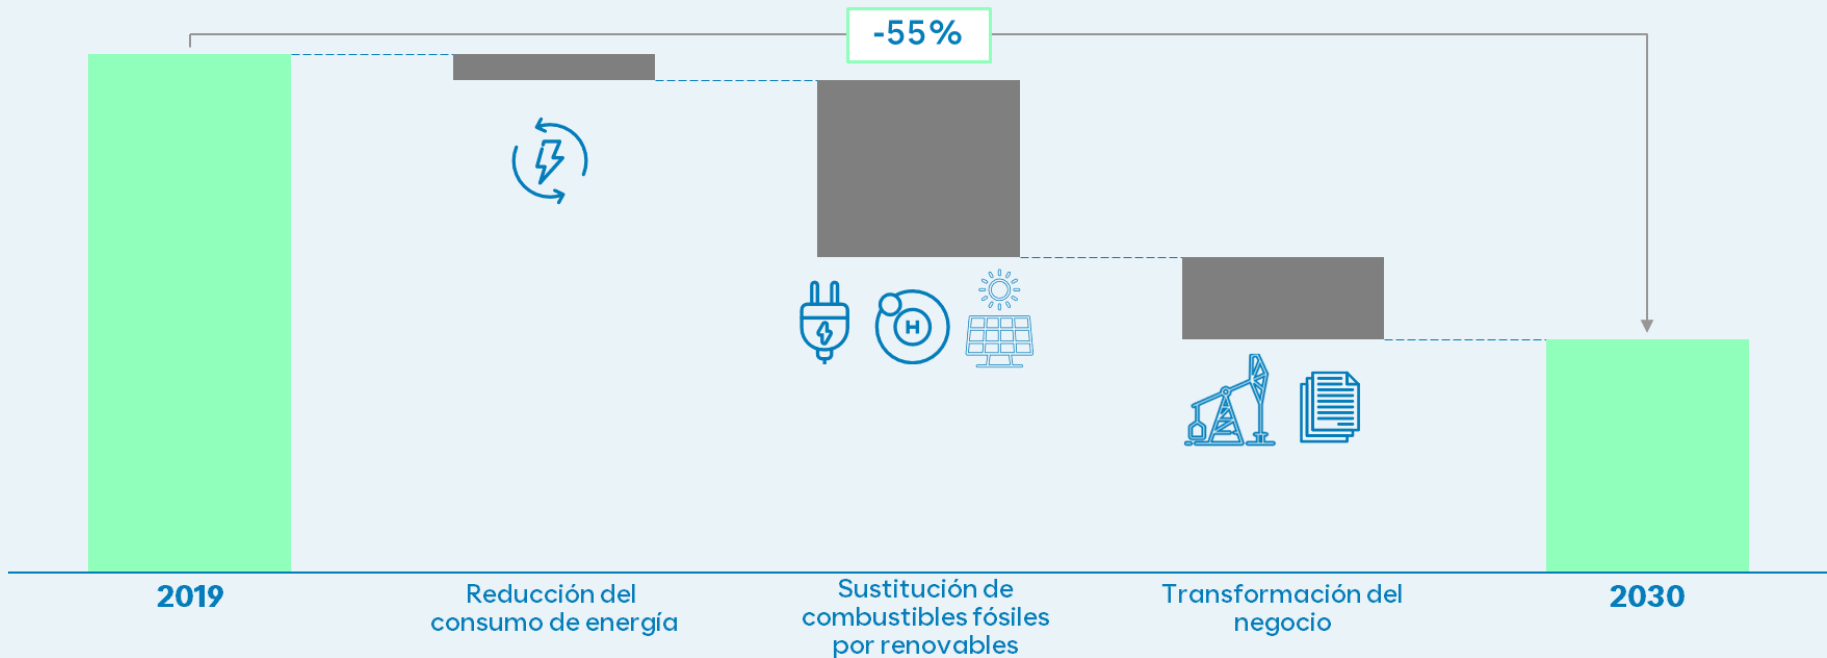 -55%
2019
Reducción del
consumo de energía
Sustitución de
combustibles fósiles
por renovables
Transformación del
negocio
2030
H